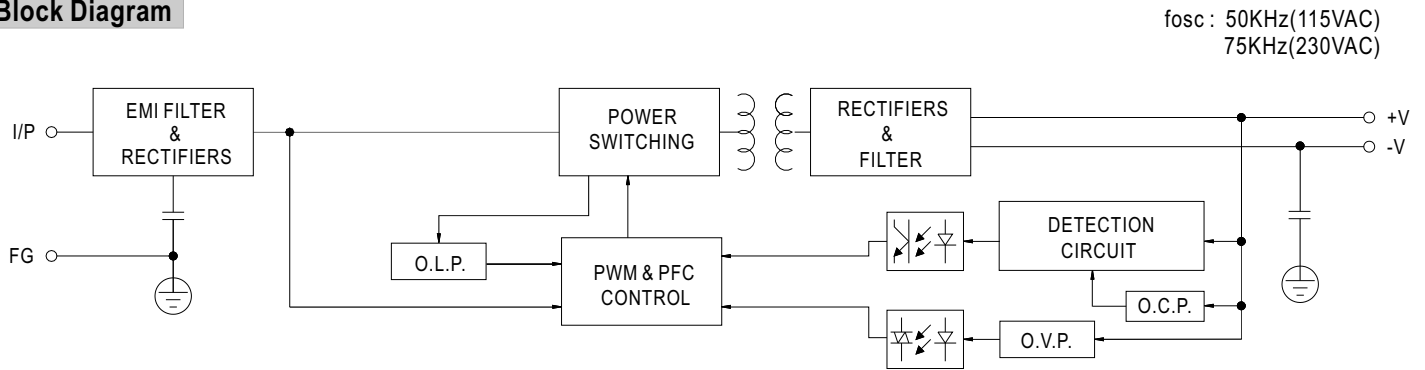 Block Diagram
fosc : 50KHz(115VAC)
75KHz(230VAC)
I/P
EMI FILTER
&
RECTIFIERS
POWER
SWITCHING
RECTIFIERS
&
FILTER
+V
-V
FG
O.L.P.
PWM & PFC
CONTROL
DETECTION
CIRCUIT
O.C.P.
O.V.P.